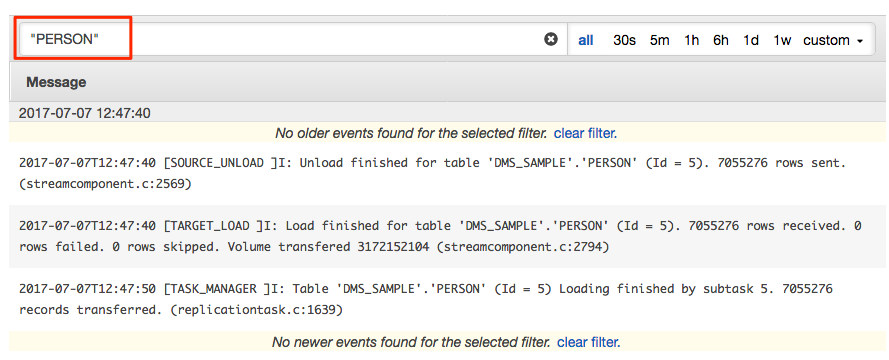 "PERSON"
all 30s 5m 1h 6h 1d 1w custom
Message
2017-07-07 12:47:40
No older events found for the selected filter. clear filter.
2017-07-07T12:47:40 [SOURCE_UNLOAD ]I: Unload finished for table 'DMS_SAMPLE'.'PERSON' (Id = 5). 7055276 rows sent.
(streamcomponent.c:2569)
2017-07-07T12:47:40 [TARGET_LOAD ]I: Load finished for table 'DMS_SAMPLE'.'PERSON' (Id = 5). 7055276 rows received. 0
rows failed. 0 rows skipped. Volume transfered 3172152104 (streamcomponent.c:2794)
2017-07-07T12:47:50 [TASK_MANAGER ]I: Table 'DMS_SAMPLE'.'PERSON' (Id = 5) Loading finished by subtask 5. 7055276
records transferred. (replicationtask.c:1639)
No newer events found for the selected filter. clear filter.